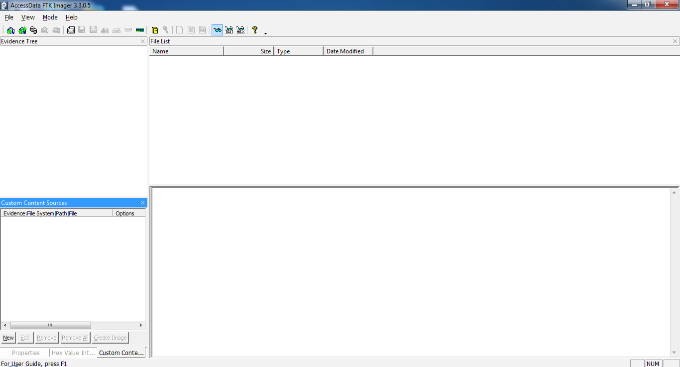 AccessData FTK Imager 3.3.0.5
File View Mode Help
Evidence Tree
File List
Name Size Type Date Modified
Custom Content Sources
Evidence:File System|Path|File Options
New Edit Remove Remove All Create Image
Properties Hex Value Int... Custom Conte...
For User Guide, press F1 NUM